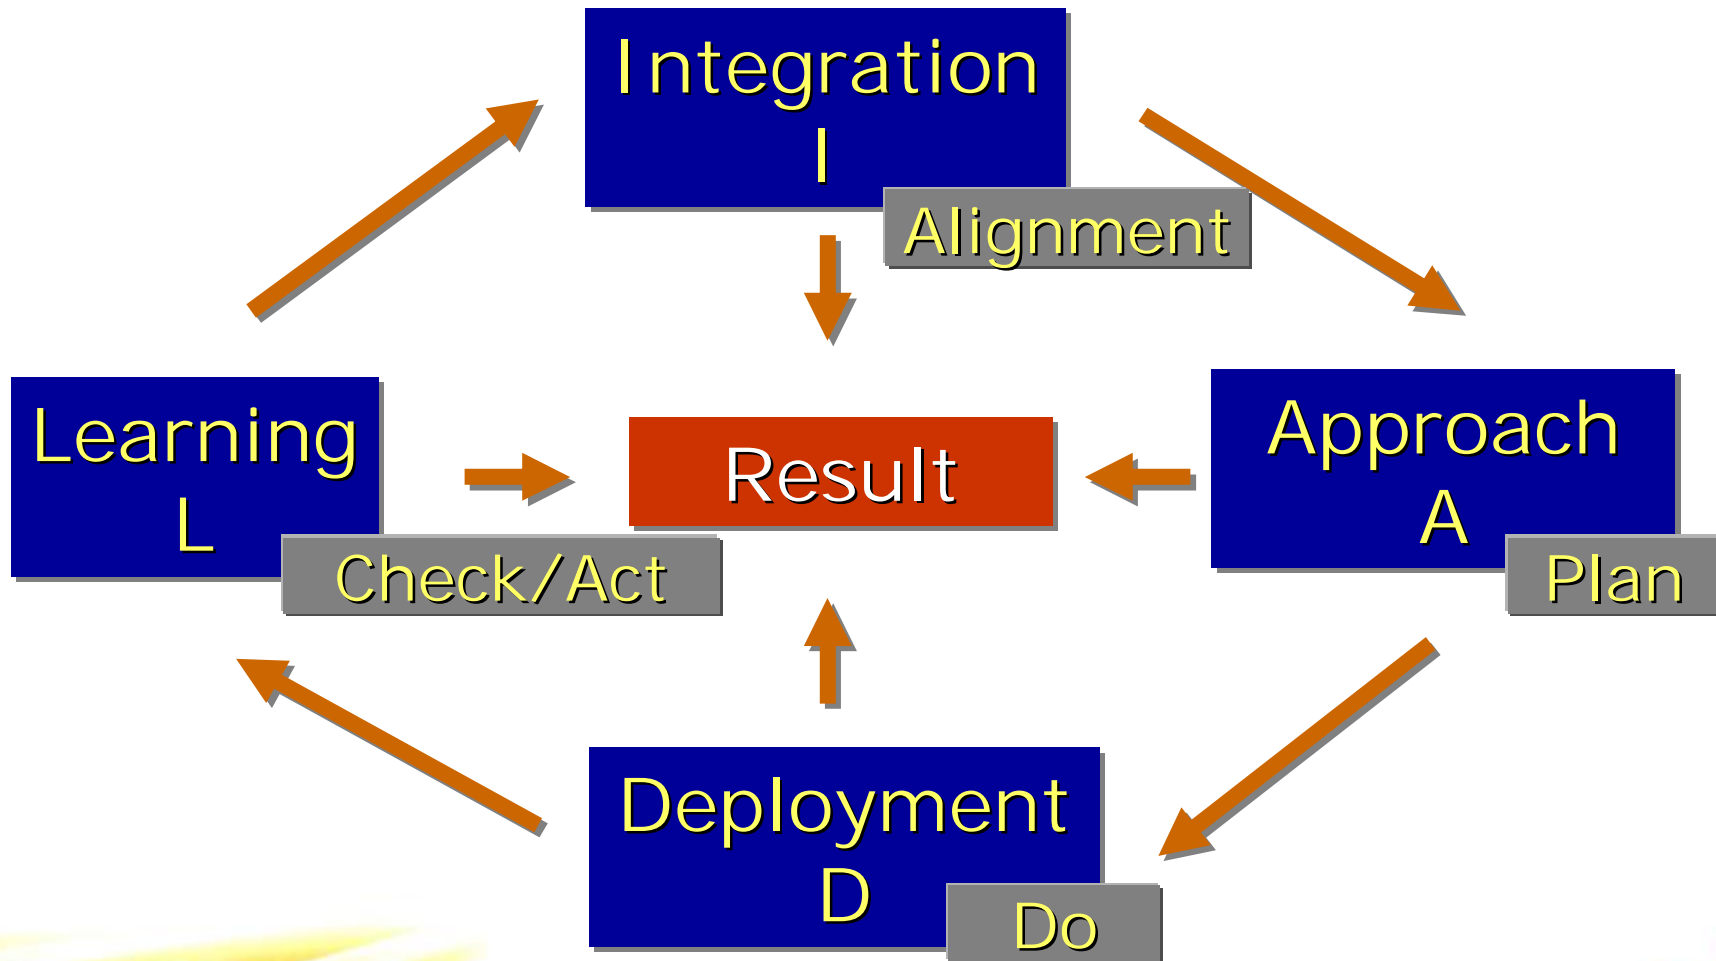 Integration
I
Alignment
Learning
L
Check/Act
Result
Approach
A
Plan
Deployment
D
Do